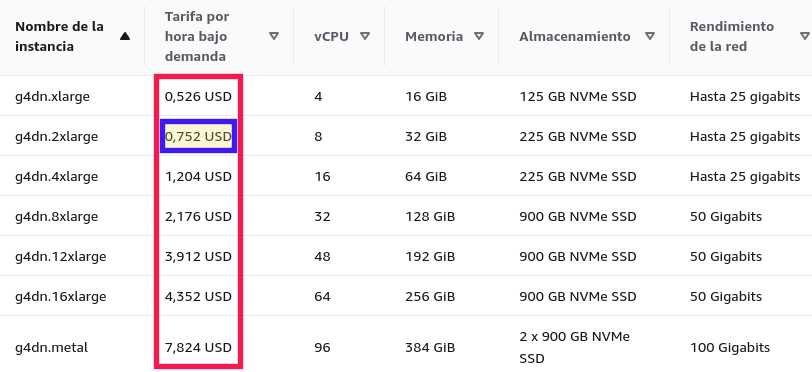 Nombre de la instancia | Tarifa por hora bajo demanda | vCPU | Memoria | Almacenamiento | Rendimiento de la red
g4dn.xlarge 0,526 USD 4 16 GiB 125 GB NVMe SSD Hasta 25 gigabits
g4dn.2xlarge 0,752 USD 8 32 GiB 225 GB NVMe SSD Hasta 25 gigabits
g4dn.4xlarge 1,204 USD 16 64 GiB 225 GB NVMe SSD Hasta 25 gigabits
g4dn.8xlarge 2,176 USD 32 128 GiB 900 GB NVMe SSD 50 Gigabits
g4dn.12xlarge 3,912 USD 48 192 GiB 900 GB NVMe SSD 50 Gigabits
g4dn.16xlarge 4,352 USD 64 256 GiB 900 GB NVMe SSD 50 Gigabits
g4dn.metal 7,824 USD 96 384 GiB 2 x 900 GB NVMe SSD 100 Gigabits